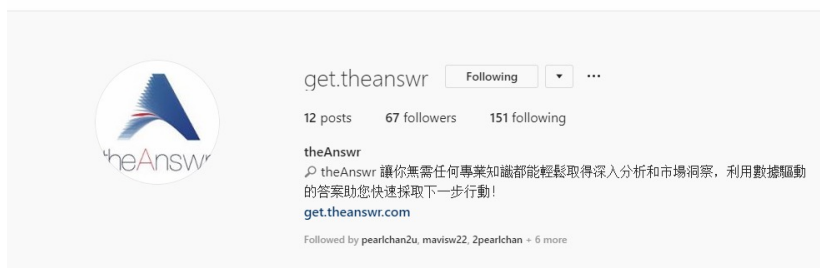 theAnswr
get.theanswr Following
12 posts 67 followers 151 following
theAnswr
theAnswr 讓你無需任何專業知識都能輕鬆取得深入分析和市場洞察，利用數據驅動
的答案助您快速採取下一步行動！
get.theanswr.com
Followed by pearlchan2u, mavisw22, 2pearlchan + 6 more